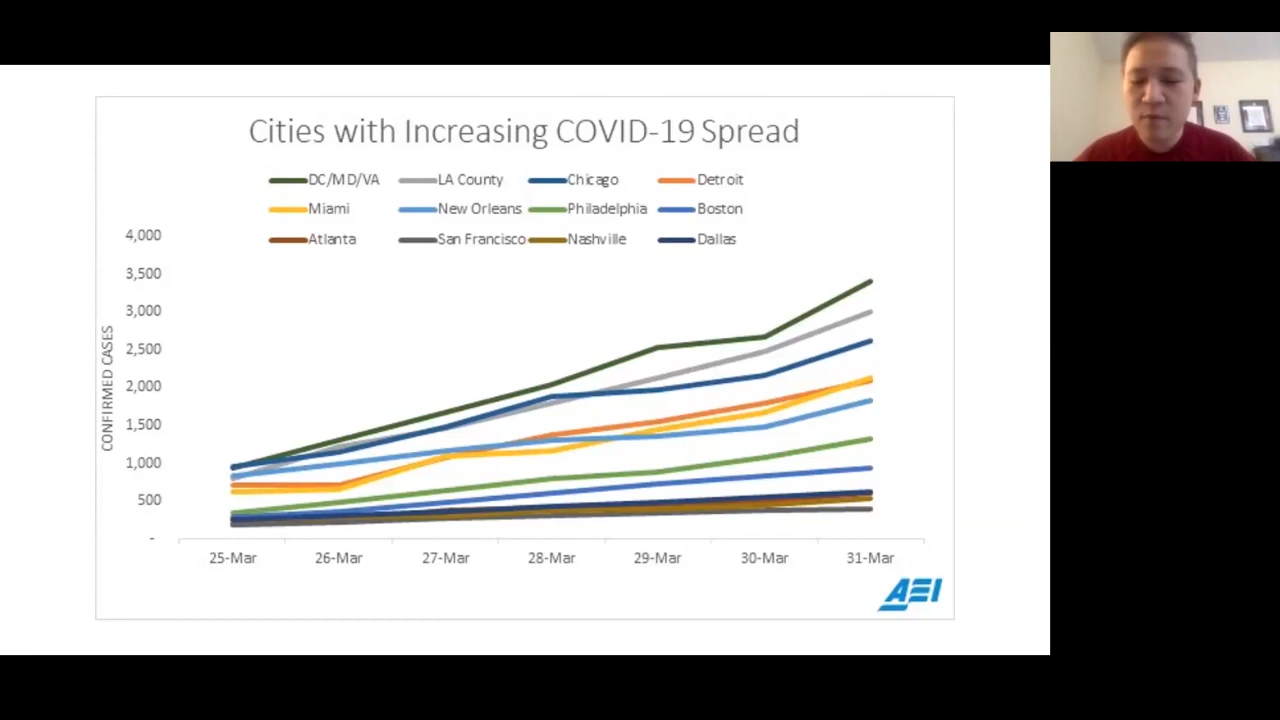 Cities with Increasing COVID-19 Spread
DC/MD/VA LA County Chicago Detroit
Miami New Orleans Philadelphia Boston
Atlanta San Francisco Nashville Dallas
4,000
3,500
3,000
2,500
2,000
1,500
1,000
500
-
CONFIRMED CASES
25-Mar 26-Mar 27-Mar 28-Mar 29-Mar 30-Mar 31-Mar
AEI